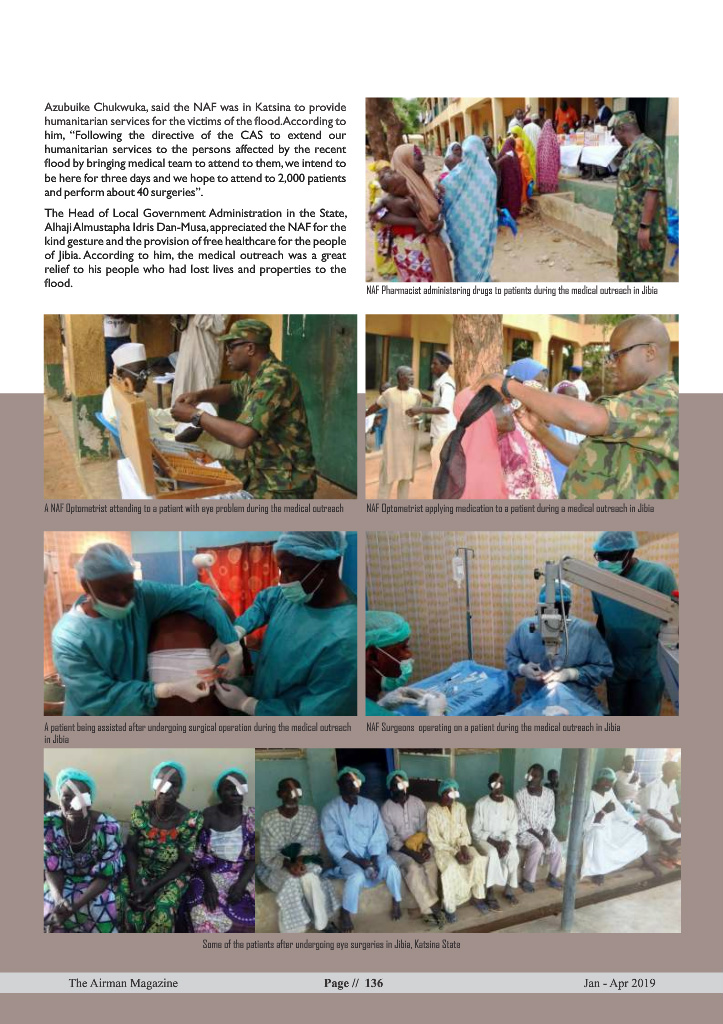 Azubuike Chukwuka, said the NAF was in Katsina to provide
humanitarian services for the victims of the flood.According to
him, “Following the directive of the CAS to extend our
humanitarian services to the persons affected by the recent
flood by bringing medical team to attend to them, we intend to
be here for three days and we hope to attend to 2,000 patients
and perform about 40 surgeries”.
The Head of Local Government Administration in the State,
Alhaji Almustapha Idris Dan-Musa, appreciated the NAF for the
kind gesture and the provision of free healthcare for the people
of Jibia. According to him, the medical outreach was a great
relief to his people who had lost lives and properties to the
flood.
NAF Pharmacist administering drugs to patients during the medical outreach in Jibia
A NAF Optometrist attending to a patient with eye problem during the medical outreach
NAF Optometrist applying medication to a patient during a medical outreach in Jibia
A patient being assisted after undergoing surgical operation during the medical outreach
in Jibia
NAF Surgeons operating on a patient during the medical outreach in Jibia
Some of the patients after undergoing eye surgeries in Jibia, Katsina State
The Airman Magazine
Page // 136
Jan - Apr 2019